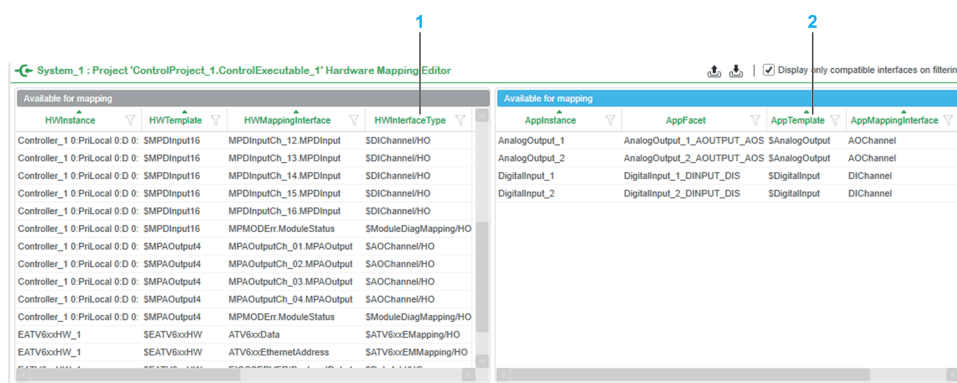 1 2
System_1 : Project 'ControlProject_1.ControlExecutable_1' Hardware Mapping Editor Display only compatible interfaces on filterin
Available for mapping Available for mapping
HWInstance HWTemplate HWMappingInterface HWInterfaceType AppInstance AppFacet AppTemplate AppMappingInterface
Controller_1 0:PriLocal 0:D 0: $MPDInput16 MPDInputCh_12.MPDInput $DIChannel/HO AnalogOutput_1 AnalogOutput_1_AOUTPUT_AOS $AnalogOutput AOChannel
Controller_1 0:PriLocal 0:D 0: $MPDInput16 MPDInputCh_13.MPDInput $DIChannel/HO AnalogOutput_2 AnalogOutput_2_AOUTPUT_AOS $AnalogOutput AOChannel
Controller_1 0:PriLocal 0:D 0: $MPDInput16 MPDInputCh_14.MPDInput $DIChannel/HO DigitalInput_1 DigitalInput_1_DINPUT_DIS $DigitalInput DIChannel
Controller_1 0:PriLocal 0:D 0: $MPDInput16 MPDInputCh_15.MPDInput $DIChannel/HO DigitalInput_2 DigitalInput_2_DINPUT_DIS $DigitalInput DIChannel
Controller_1 0:PriLocal 0:D 0: $MPDInput16 MPDInputCh_16.MPDInput $DIChannel/HO
Controller_1 0:PriLocal 0:D 0: $MPDInput16 MPMODErr.ModuleStatus $ModuleDiagMapping/HO
Controller_1 0:PriLocal 0:D 0: $MPAOutput4 MPAOutputCh_01.MPAOutput $AOChannel/HO
Controller_1 0:PriLocal 0:D 0: $MPAOutput4 MPAOutputCh_02.MPAOutput $AOChannel/HO
Controller_1 0:PriLocal 0:D 0: $MPAOutput4 MPAOutputCh_03.MPAOutput $AOChannel/HO
Controller_1 0:PriLocal 0:D 0: $MPAOutput4 MPAOutputCh_04.MPAOutput $AOChannel/HO
Controller_1 0:PriLocal 0:D 0: $MPAOutput4 MPMODErr.ModuleStatus $ModuleDiagMapping/HO
EATV6xxHW_1 $EATV6xxHW ATV6xxData $ATV6xxEMapping/HO
EATV6xxHW_1 $EATV6xxHW ATV6xxEthernetAddress $ATV6xxEMMapping/HO